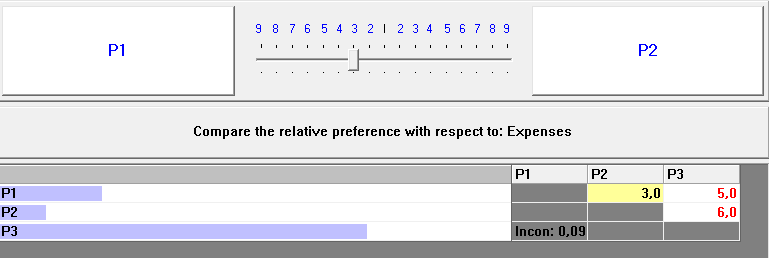 9 8 7 6 5 4 3 2 1 2 3 4 5 6 7 8 9
P1
P2
Compare the relative preference with respect to: Expenses
P1 P2 P3
P1 3,0 5,0
P2 6,0
P3 Incon: 0,09